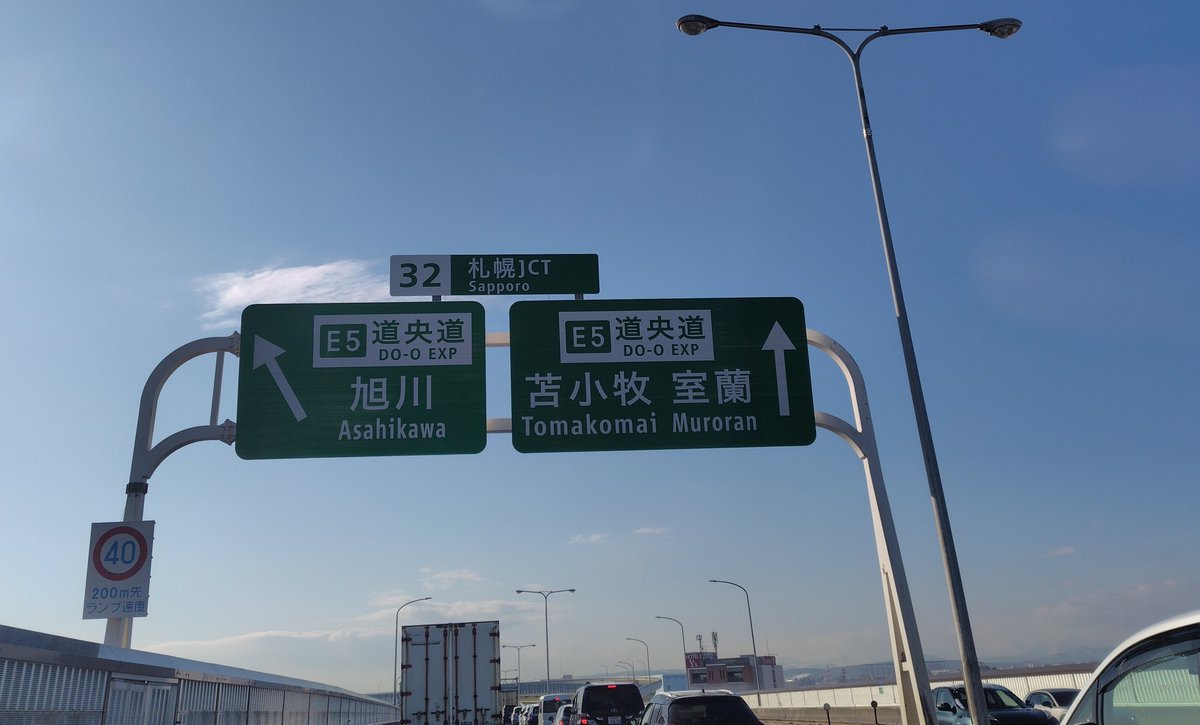 32 札幌JCT
Sapporo
E5 道央道
DO-O EXP
旭川
Asahikawa
E5 道央道
DO-O EXP
苫小牧 室蘭
Tomakomai Muroran
40
200m先
ランプ速度